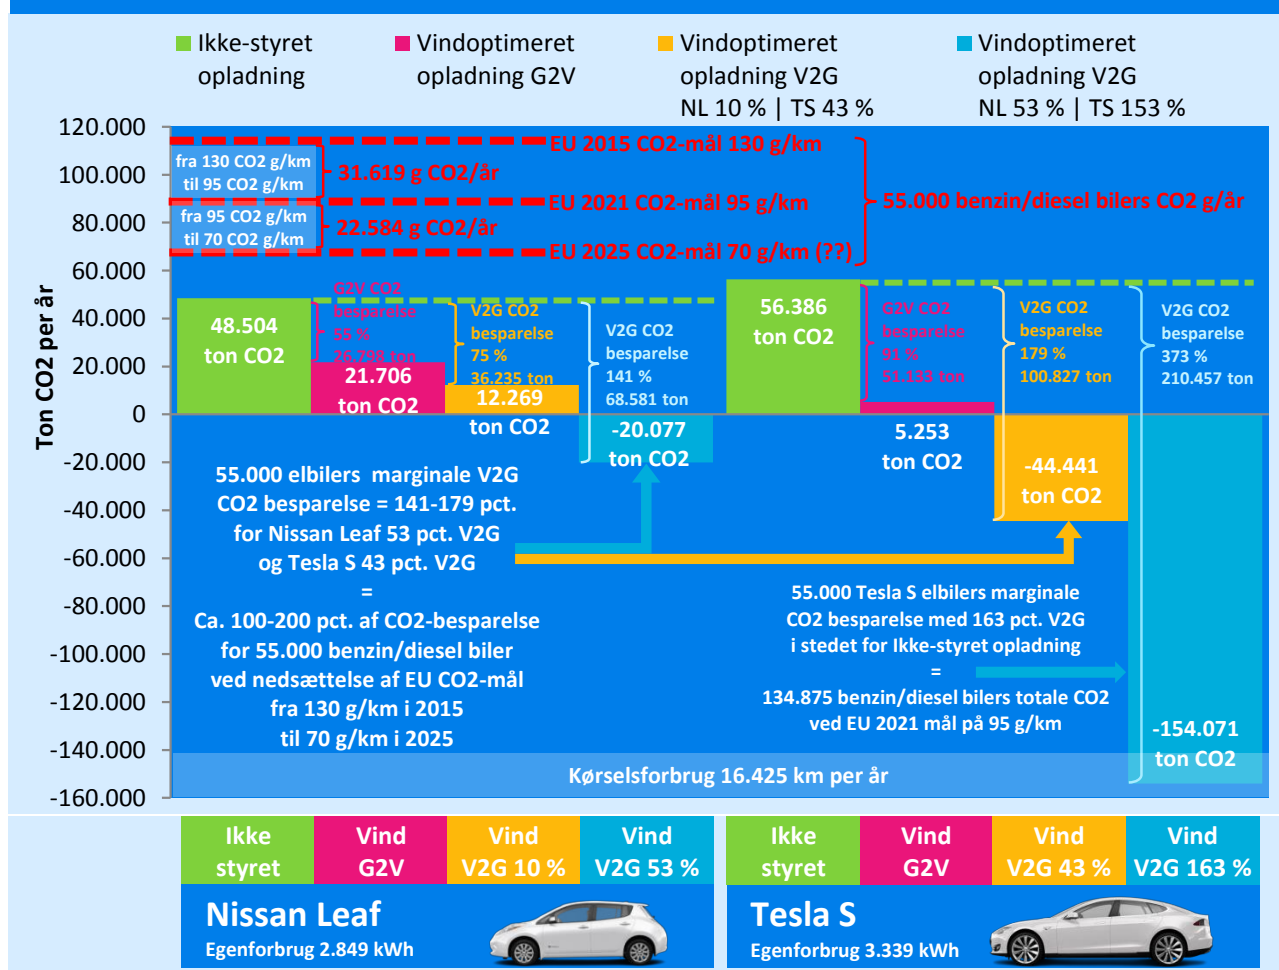 Ikke-styret
opladning
Vindoptimeret
opladning G2V
Vindoptimeret
opladning V2G
NL 10 % | TS 43 %
Vindoptimeret
opladning V2G
NL 53 % | TS 153 %
Ton CO2 per år
120.000
100.000
80.000
60.000
40.000
20.000
0
-20.000
-40.000
-60.000
-80.000
-100.000
-120.000
-140.000
-160.000
EU 2015 CO2-mål 130 g/km
fra 130 CO2 g/km
til 95 CO2 g/km
31.619 g CO2/år
EU 2021 CO2-mål 95 g/km
55.000 benzin/diesel bilers CO2 g/år
fra 95 CO2 g/km
til 70 CO2 g/km
22.584 g CO2/år
EU 2025 CO2-mål 70 g/km (??)
48.504
ton CO2
G2V CO2
besparelse
55 %
26.798 ton
21.706
ton CO2
V2G CO2
besparelse
75 %
36.235 ton
12.269
ton CO2
V2G CO2
besparelse
141 %
68.581 ton
-20.077
ton CO2
56.386
ton CO2
G2V CO2
besparelse
91 %
51.133 ton
5.253
ton CO2
V2G CO2
besparelse
179 %
100.827 ton
-44.441
ton CO2
V2G CO2
besparelse
373 %
210.457 ton
-154.071
ton CO2
55.000 elbilers marginale V2G
CO2 besparelse = 141-179 pct.
for Nissan Leaf 53 pct. V2G
og Tesla S 43 pct. V2G
=
Ca. 100-200 pct. af CO2-besparelse
for 55.000 benzin/diesel biler
ved nedsættelse af EU CO2-mål
fra 130 g/km i 2015
til 70 g/km i 2025
55.000 Tesla S elbilers marginale
CO2 besparelse med 163 pct. V2G
i stedet for Ikke-styret opladning
=
134.875 benzin/diesel bilers totale CO2
ved EU 2021 mål på 95 g/km
Kørselsforbrug 16.425 km per år
Ikke
styret
Vind
G2V
Vind
V2G 10 %
Vind
V2G 53 %
Ikke
styret
Vind
G2V
Vind
V2G 43 %
Vind
V2G 163 %
Nissan Leaf
Egenforbrug 2.849 kWh
Tesla S
Egenforbrug 3.339 kWh